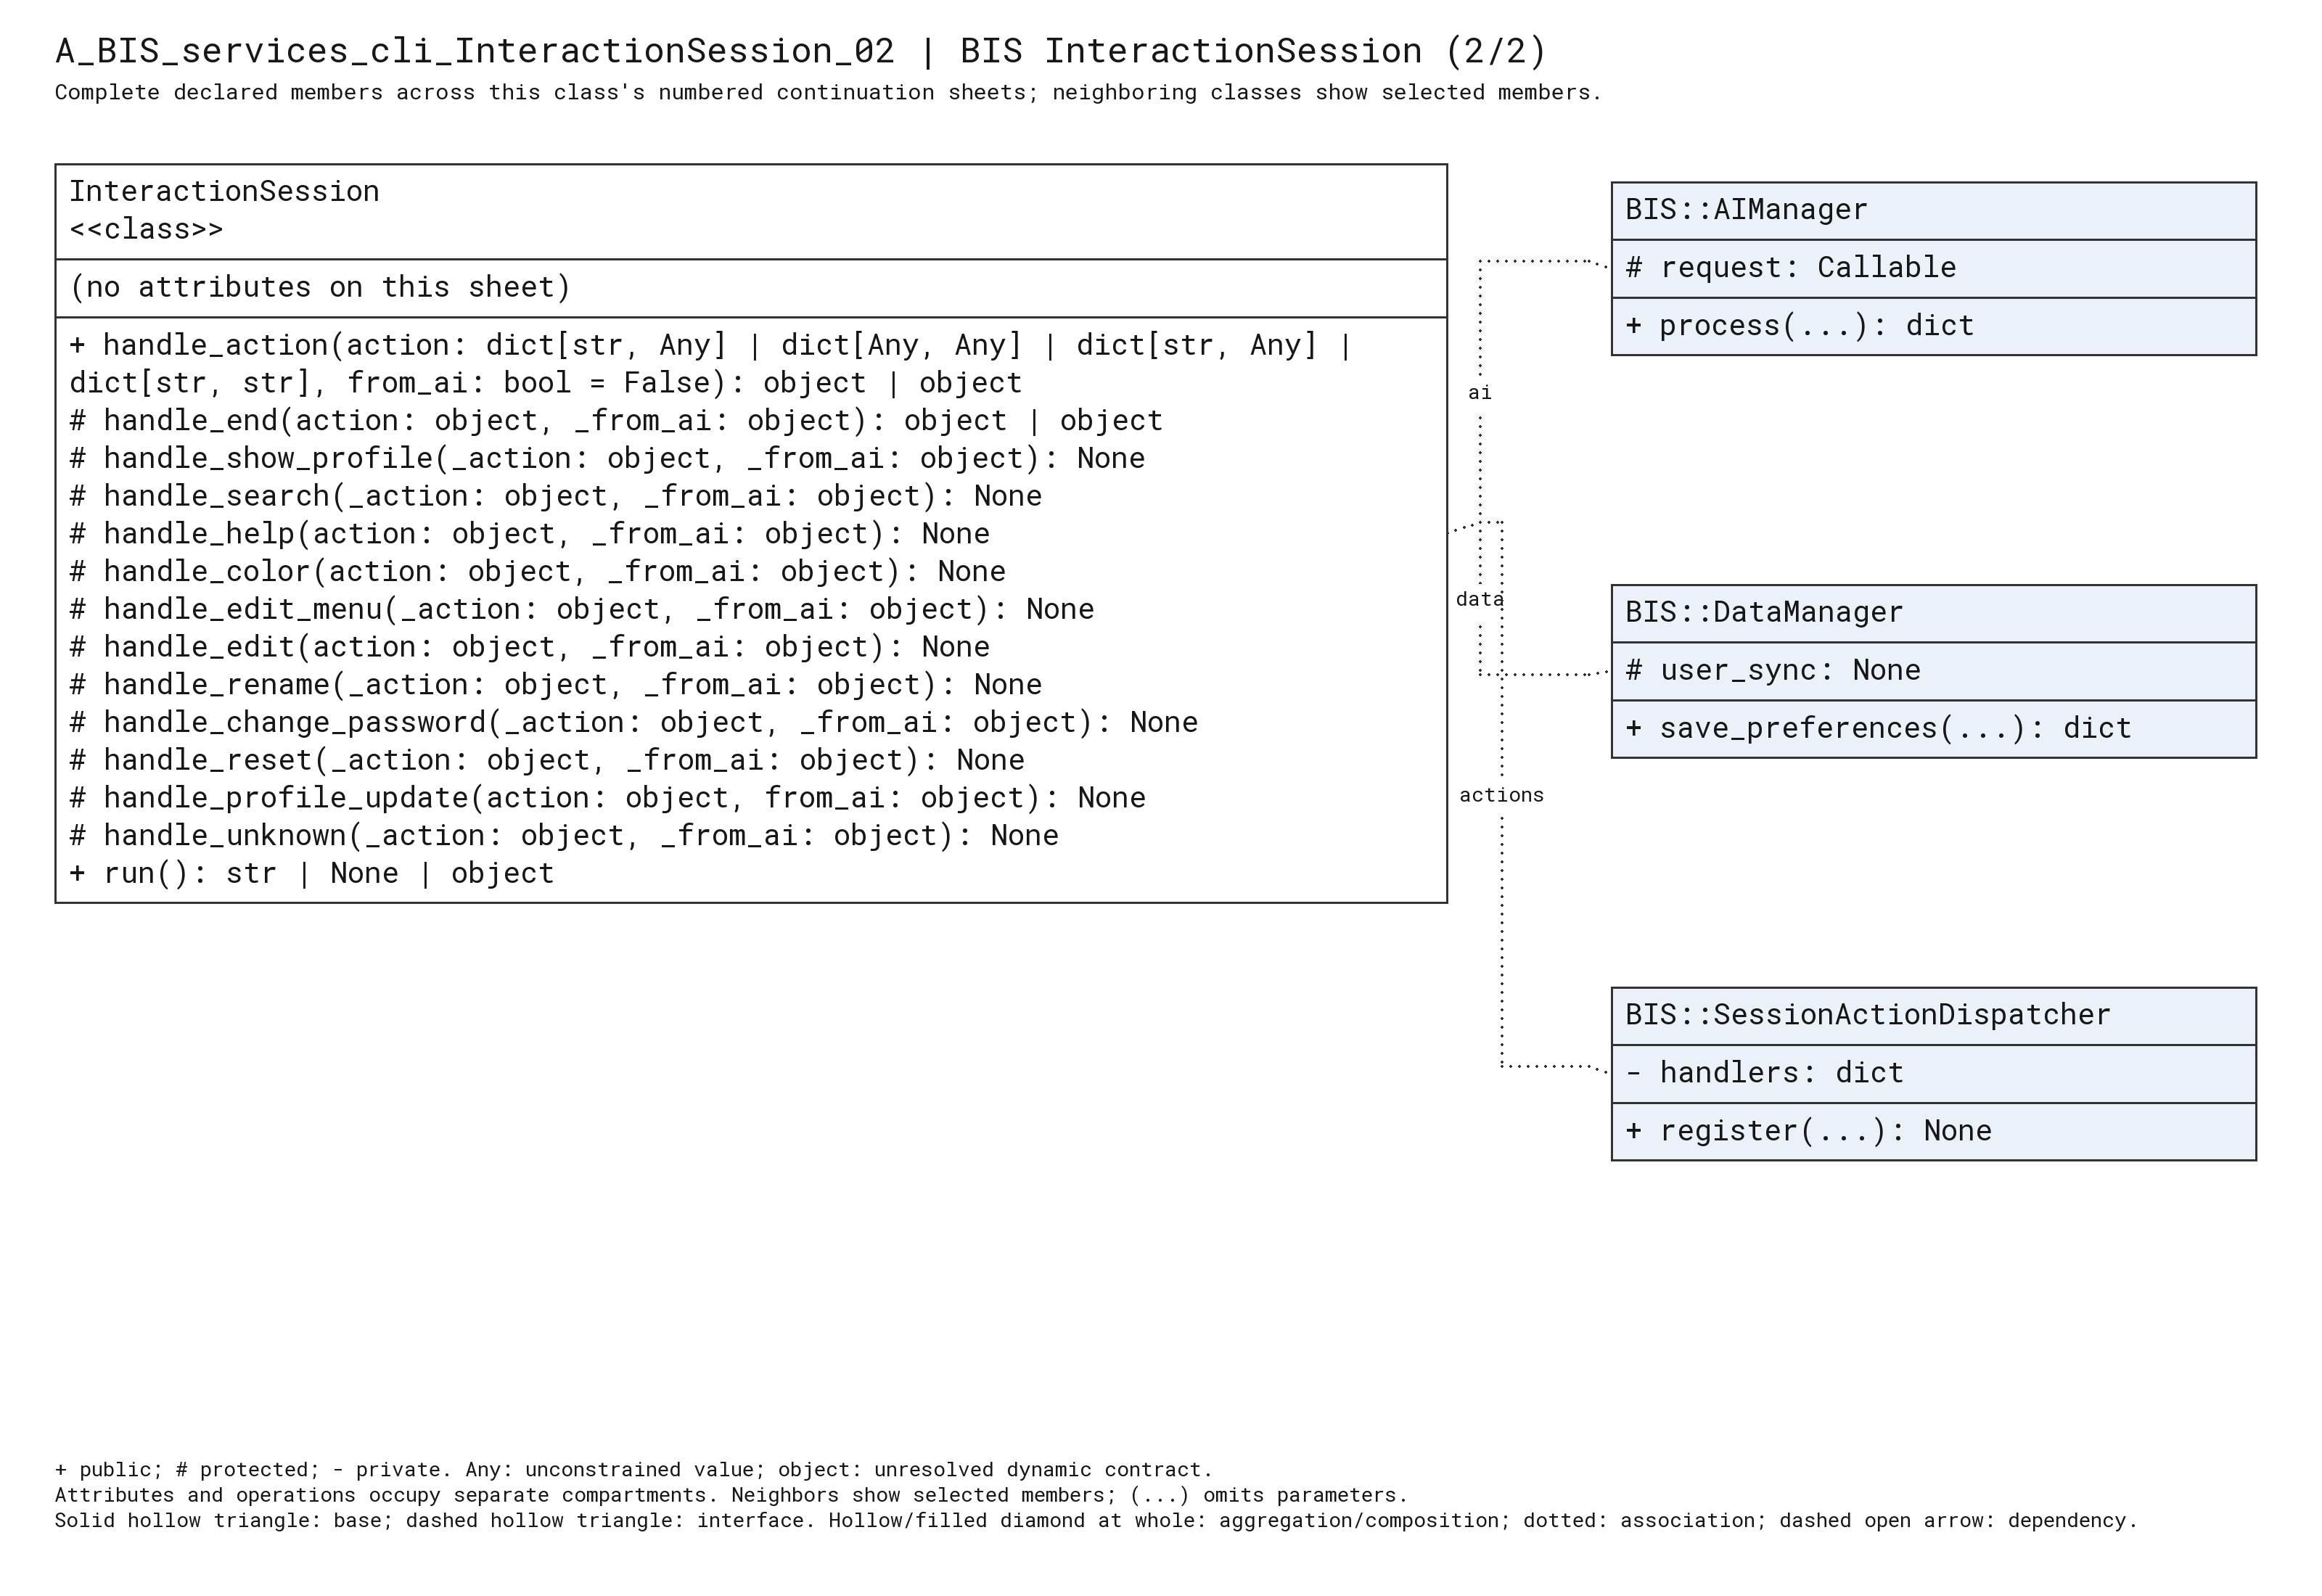 A_BIS_services_cli_InteractionSession_02 | BIS InteractionSession (2/2)
Complete declared members across this class's numbered continuation sheets; neighboring classes show selected members.
InteractionSession
<<class>>
(no attributes on this sheet)
+ handle_action(action: dict[str, Any] | dict[Any, Any] | dict[str, Any] |
dict[str, str], from_ai: bool = False): object | object
# handle_end(action: object, _from_ai: object): object | object
# handle_show_profile(_action: object, _from_ai: object): None
# handle_search(_action: object, _from_ai: object): None
# handle_help(action: object, _from_ai: object): None
# handle_color(action: object, _from_ai: object): None
# handle_edit_menu(_action: object, _from_ai: object): None
# handle_edit(action: object, _from_ai: object): None
# handle_rename(_action: object, _from_ai: object): None
# handle_change_password(_action: object, _from_ai: object): None
# handle_reset(_action: object, _from_ai: object): None
# handle_profile_update(action: object, from_ai: object): None
# handle_unknown(_action: object, _from_ai: object): None
+ run(): str | None | object
ai
data
actions
BIS::AIManager
# request: Callable
+ process(...): dict
BIS::DataManager
# user_sync: None
+ save_preferences(...): dict
BIS::SessionActionDispatcher
- handlers: dict
+ register(...): None
+ public; # protected; - private. Any: unconstrained value; object: unresolved dynamic contract.
Attributes and operations occupy separate compartments. Neighbors show selected members; (...) omits parameters.
Solid hollow triangle: base; dashed hollow triangle: interface. Hollow/filled diamond at whole: aggregation/composition; dotted: association; dashed open arrow: dependency.